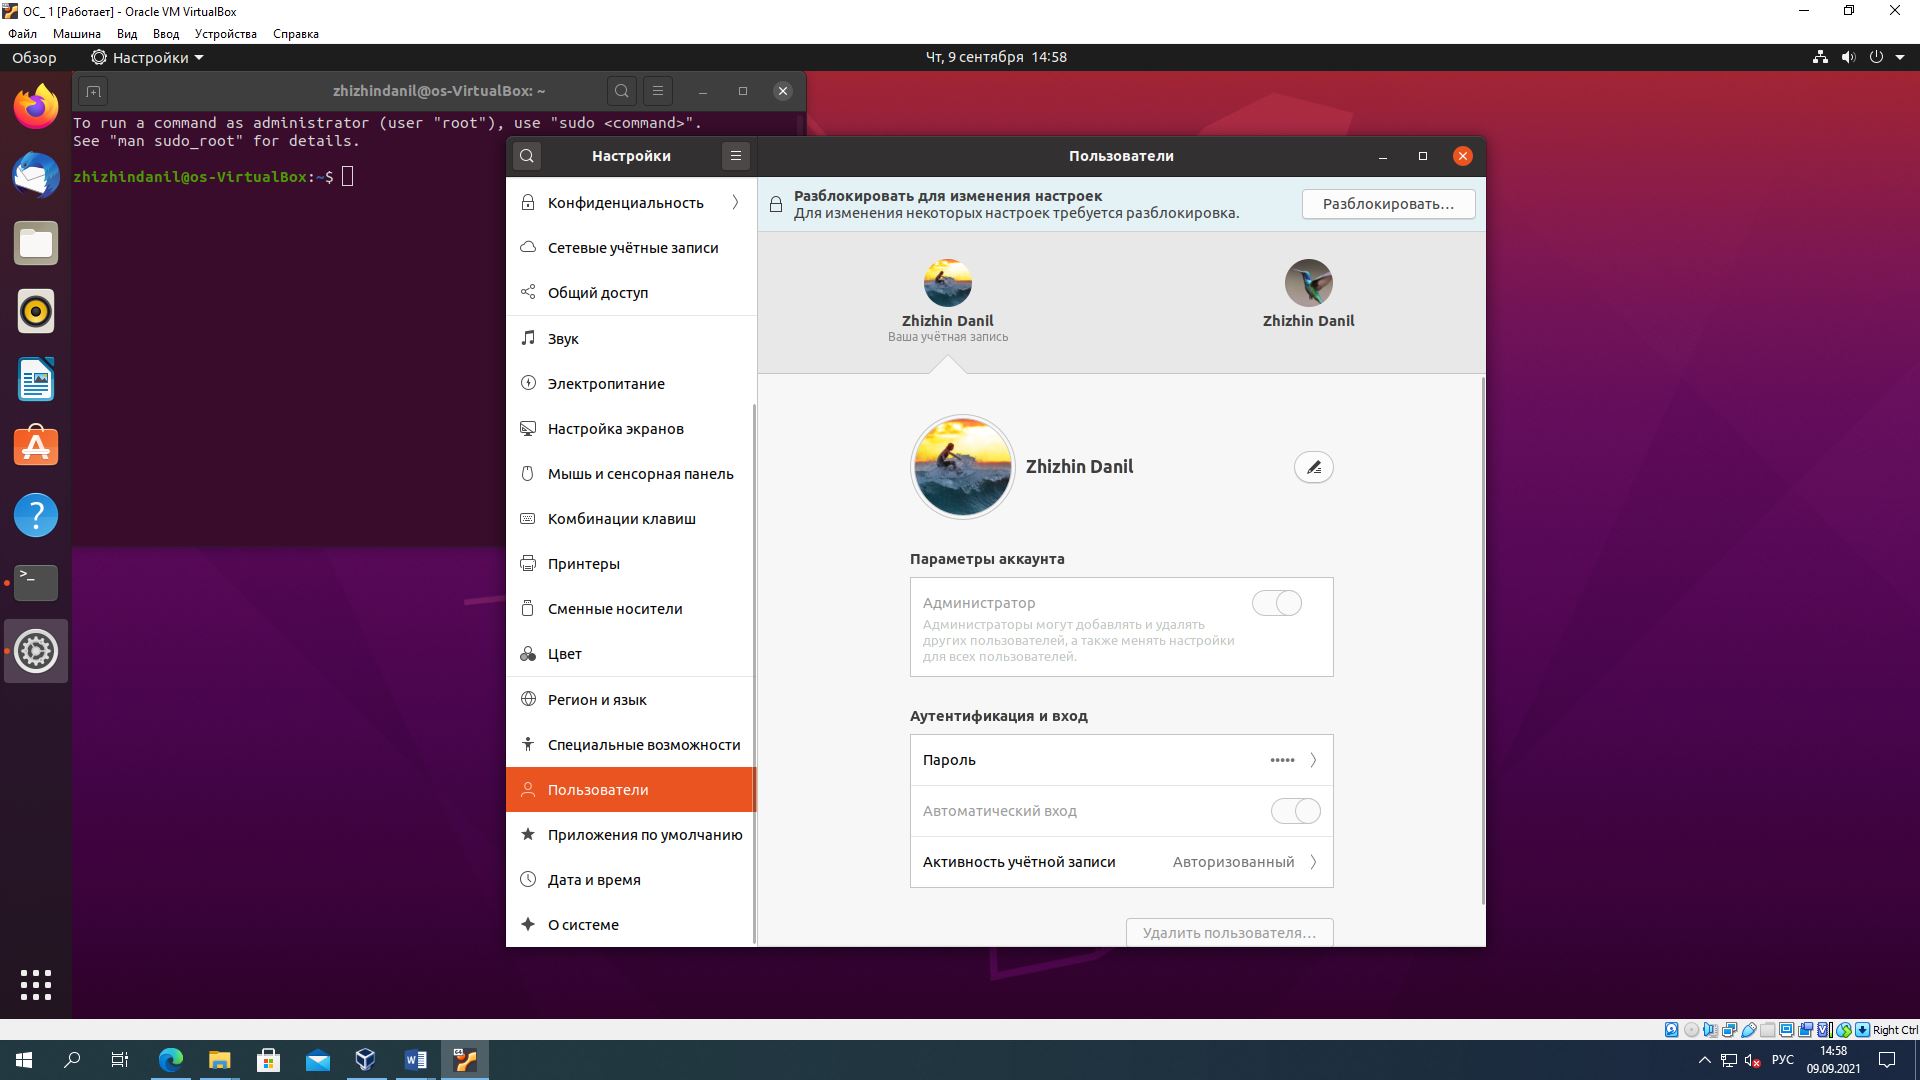 ОС_ 1 [Работает] - Oracle VM VirtualBox
Файл Машина Вид Ввод Устройства Справка
Обзор Настройки Чт, 9 сентября 14:58
zhizhindanil@os-VirtualBox: ~
To run a command as administrator (user "root"), use "sudo <command>".
See "man sudo_root" for details.
zhizhindanil@os-VirtualBox:~$
Настройки
Пользователи
Конфиденциальность
Сетевые учётные записи
Общий доступ
Звук
Электропитание
Настройка экранов
Мышь и сенсорная панель
Комбинации клавиш
Принтеры
Сменные носители
Цвет
Регион и язык
Специальные возможности
Пользователи
Приложения по умолчанию
Дата и время
О системе
Разблокировать для изменения настроек
Для изменения некоторых настроек требуется разблокировка.
Разблокировать...
Zhizhin Danil
Ваша учётная запись
Zhizhin Danil
Zhizhin Danil
Параметры аккаунта
Администратор
Администраторы могут добавлять и удалять
других пользователей, а также менять настройки
для всех пользователей.
Аутентификация и вход
Пароль •••••
Автоматический вход
Активность учётной записи Авторизованный
Удалить пользователя...
Right Ctrl
РУС
14:58
09.09.2021